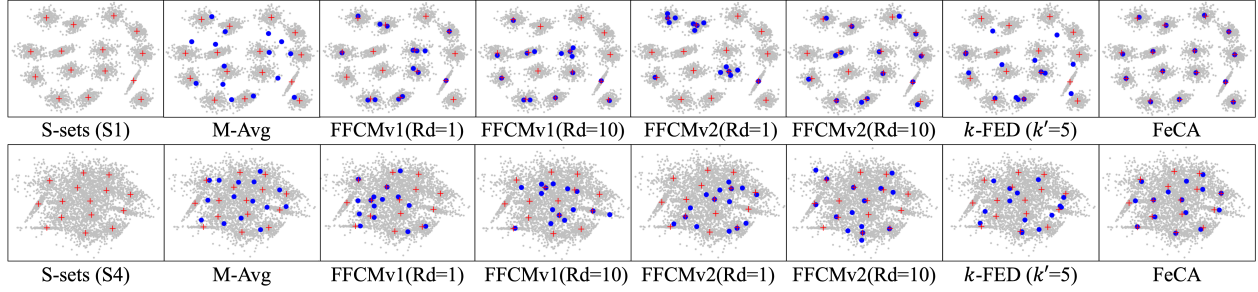 S-sets (S1) M-Avg FFCMv1(Rd=1) FFCMv1(Rd=10) FFCMv2(Rd=1) FFCMv2(Rd=10) k-FED (k′=5) FeCA
S-sets (S4) M-Avg FFCMv1(Rd=1) FFCMv1(Rd=10) FFCMv2(Rd=1) FFCMv2(Rd=10) k-FED (k′=5) FeCA